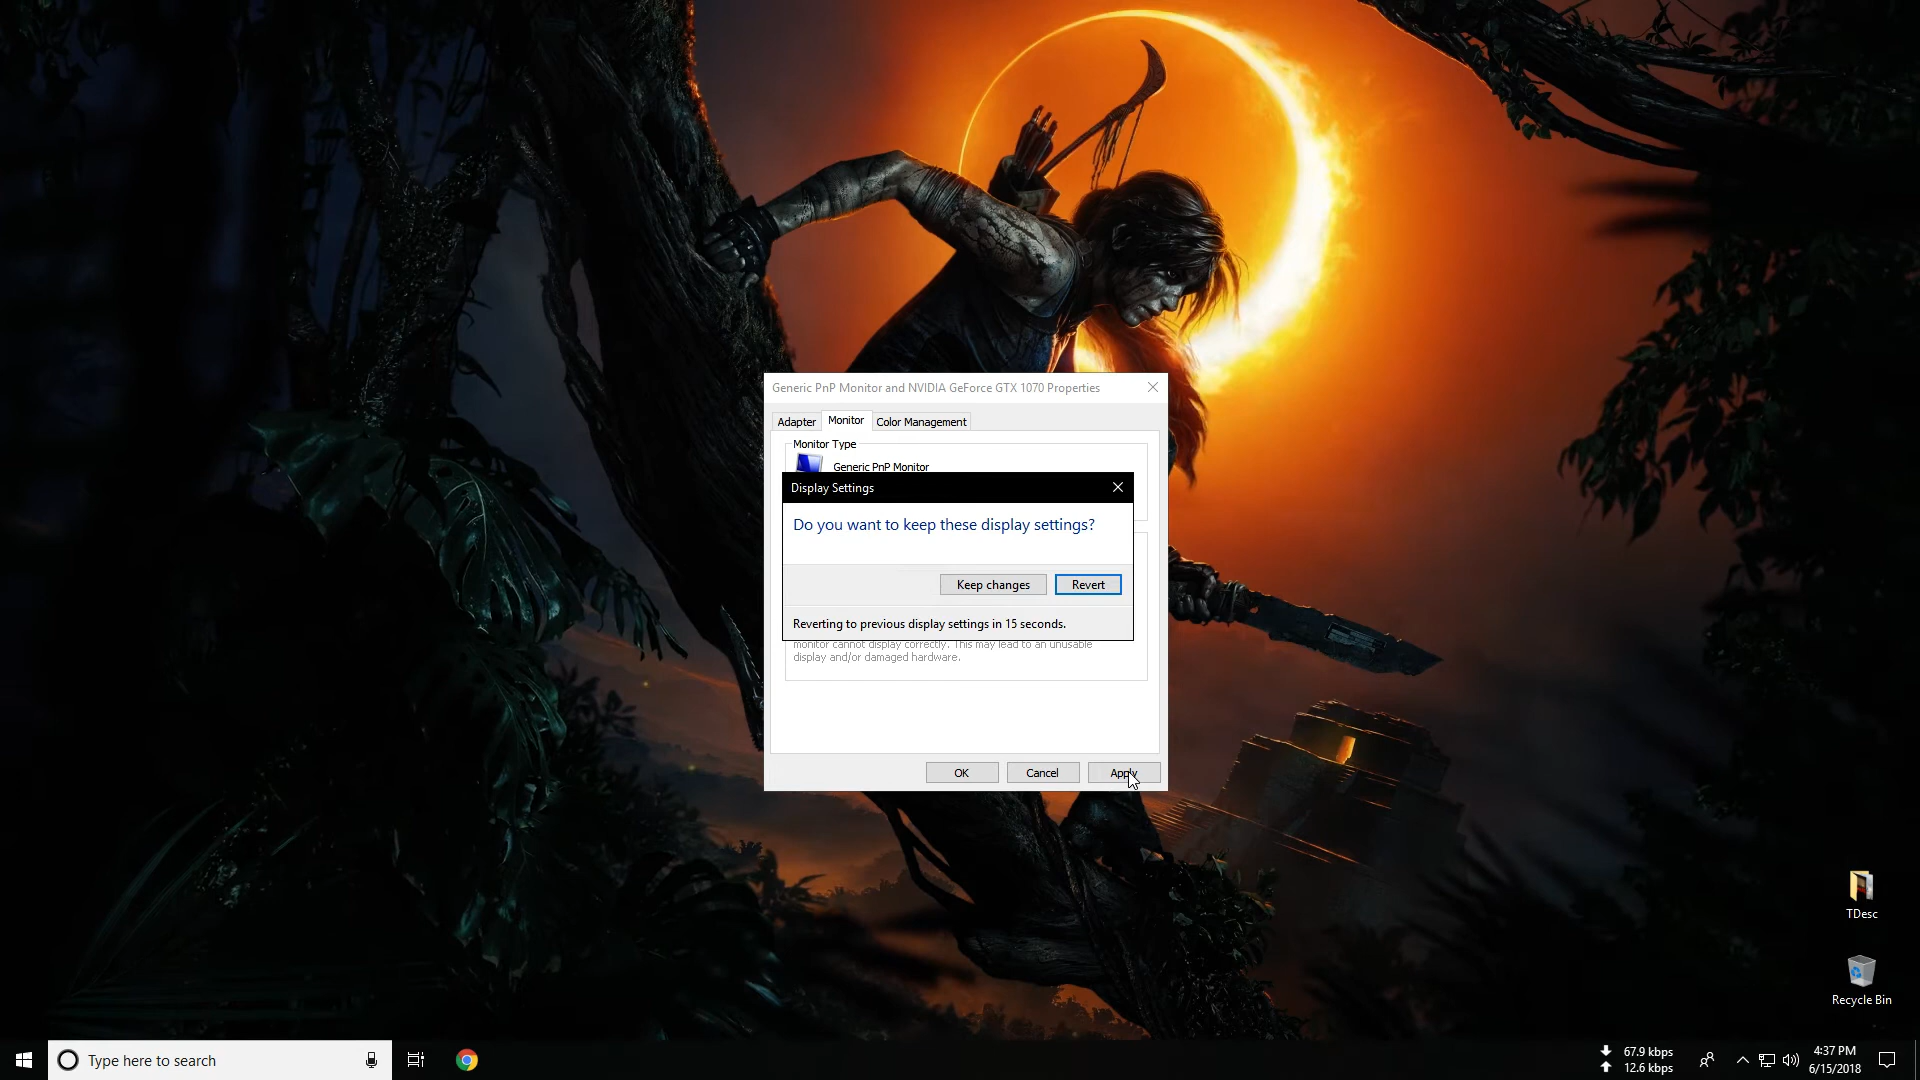 Generic PnP Monitor and NVIDIA GeForce GTX 1070 Properties
Adapter
Monitor
Color Management
Monitor Type
Generic PnP Monitor
Display Settings
Do you want to keep these display settings?
Keep changes
Revert
Reverting to previous display settings in 15 seconds.
monitor cannot display correctly. This may lead to an unusable
display and/or damaged hardware.
OK
Cancel
Apply
TDesc
Recycle Bin
Type here to search
67.9 kbps
12.6 kbps
4:37 PM
6/15/2018